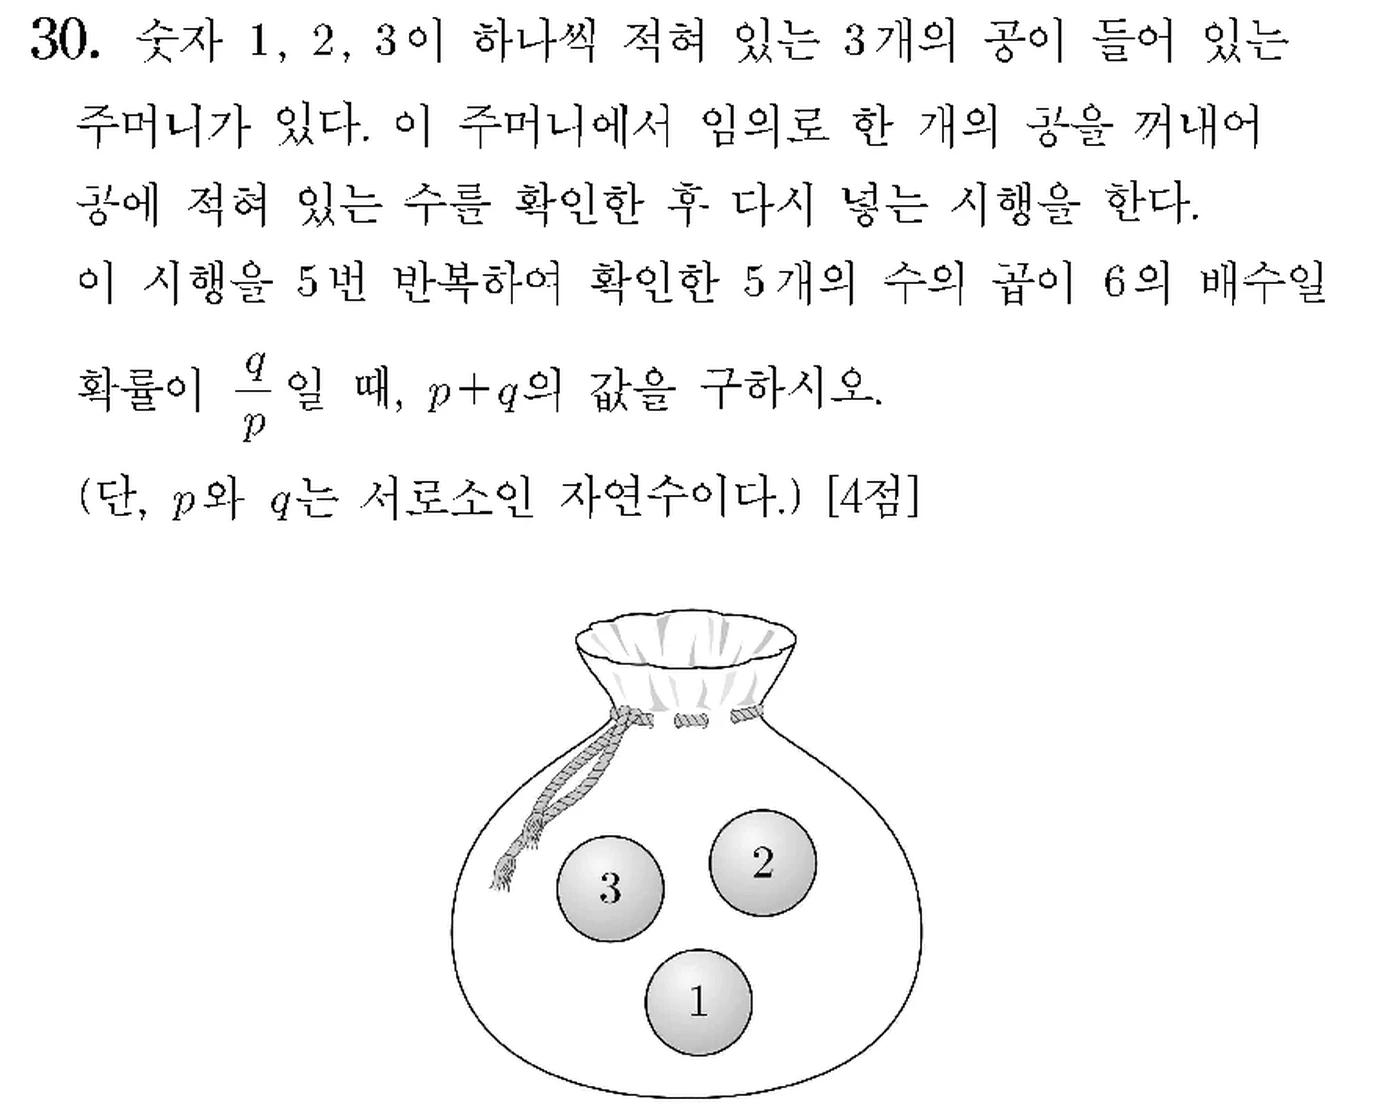 30. 숫자 1, 2, 3이 하나씩 적혀 있는 3개의 공이 들어 있는
주머니가 있다. 이 주머니에서 임의로 한 개의 공을 꺼내어
공에 적혀 있는 수를 확인한 후 다시 넣는 시행을 한다.
이 시행을 5번 반복하여 확인한 5개의 수의 곱이 6의 배수일
확률이 q/p일 때, p+q의 값을 구하시오.
(단, p와 q는 서로소인 자연수이다.) [4점]
2
3
1